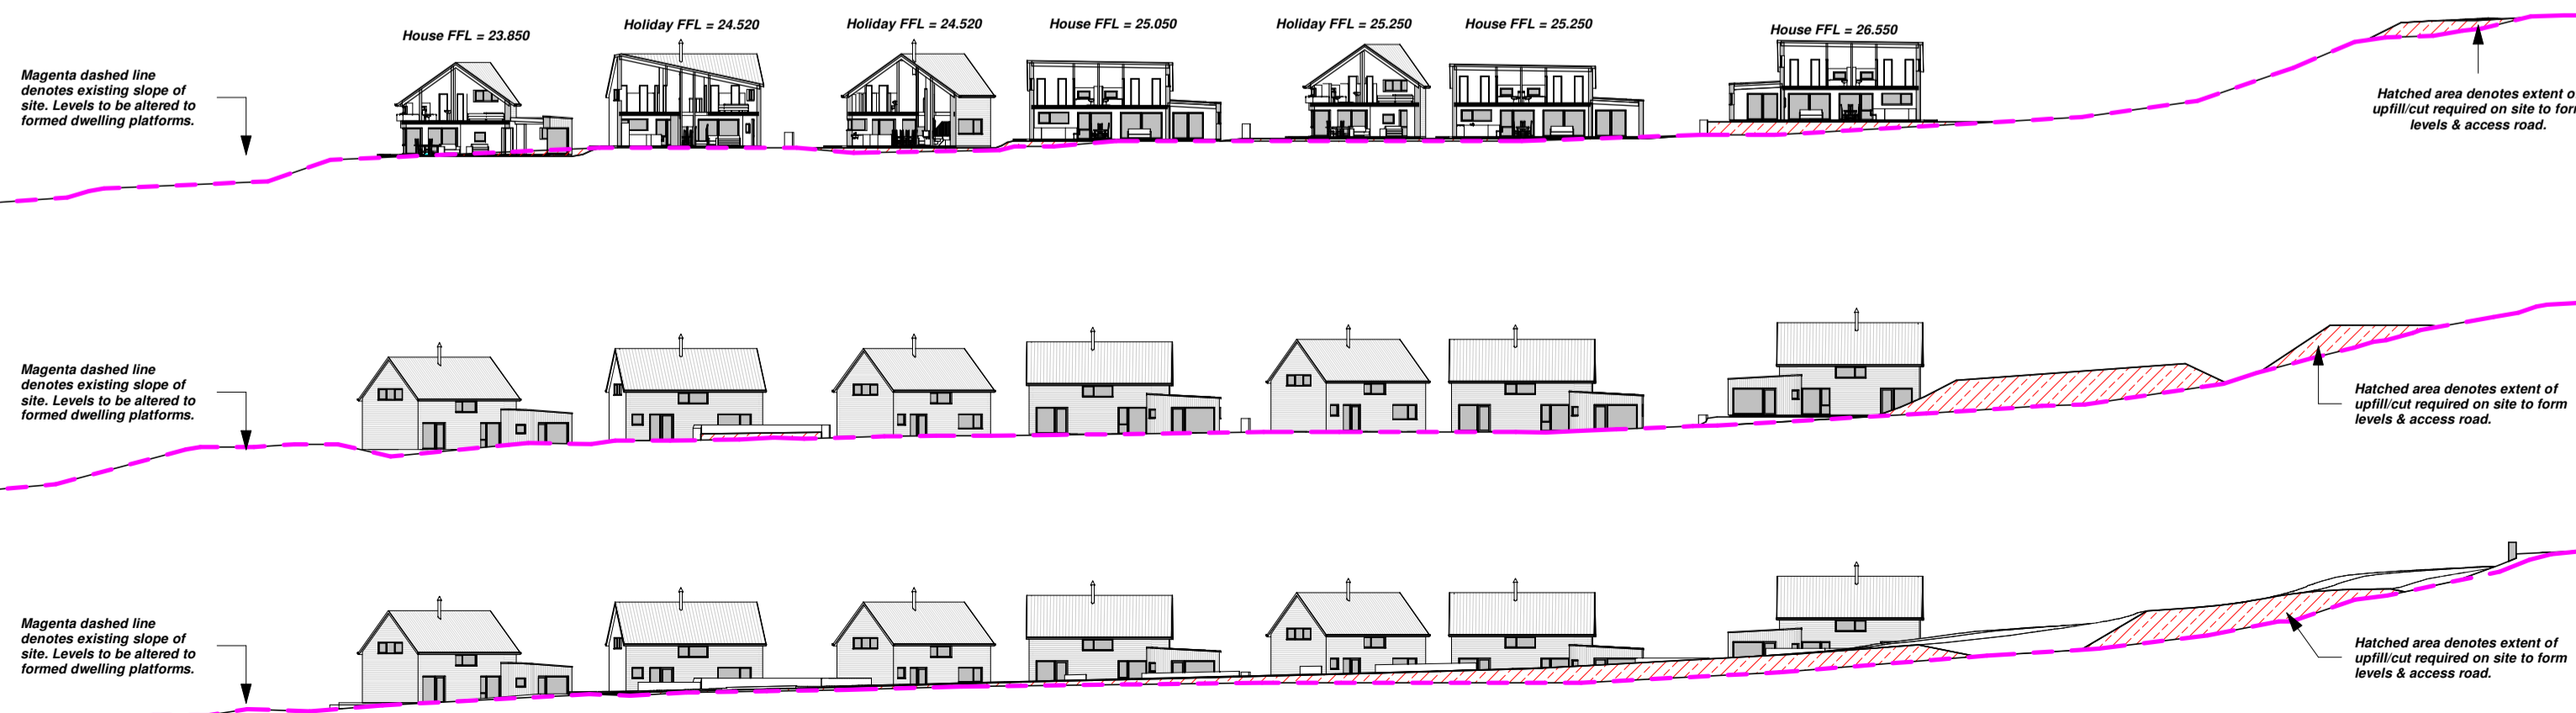 House FFL = 23.850
Holiday FFL = 24.520
Holiday FFL = 24.520
House FFL = 25.050
Holiday FFL = 25.250
House FFL = 25.250
House FFL = 26.550
Magenta dashed line
denotes existing slope of
site. Levels to be altered to
formed dwelling platforms.
Hatched area denotes extent o
upfill/cut required on site to for
levels & access road.
Magenta dashed line
denotes existing slope of
site. Levels to be altered to
formed dwelling platforms.
Hatched area denotes extent of
upfill/cut required on site to form
levels & access road.
Magenta dashed line
denotes existing slope of
site. Levels to be altered to
formed dwelling platforms.
Hatched area denotes extent of
upfill/cut required on site to form
levels & access road.